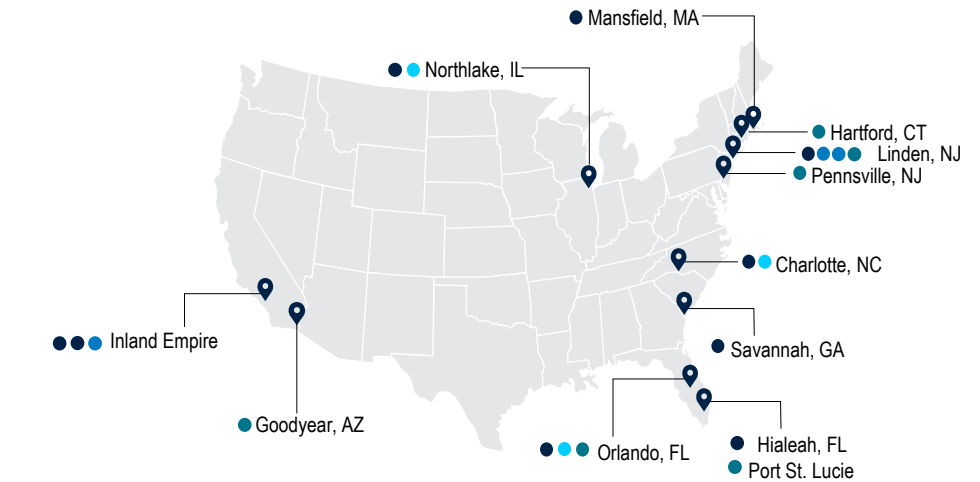 Mansfield, MA
Northlake, IL
Hartford, CT
Linden, NJ
Pennsville, NJ
Charlotte, NC
Inland Empire
Savannah, GA
Goodyear, AZ
Orlando, FL
Hialeah, FL
Port St. Lucie